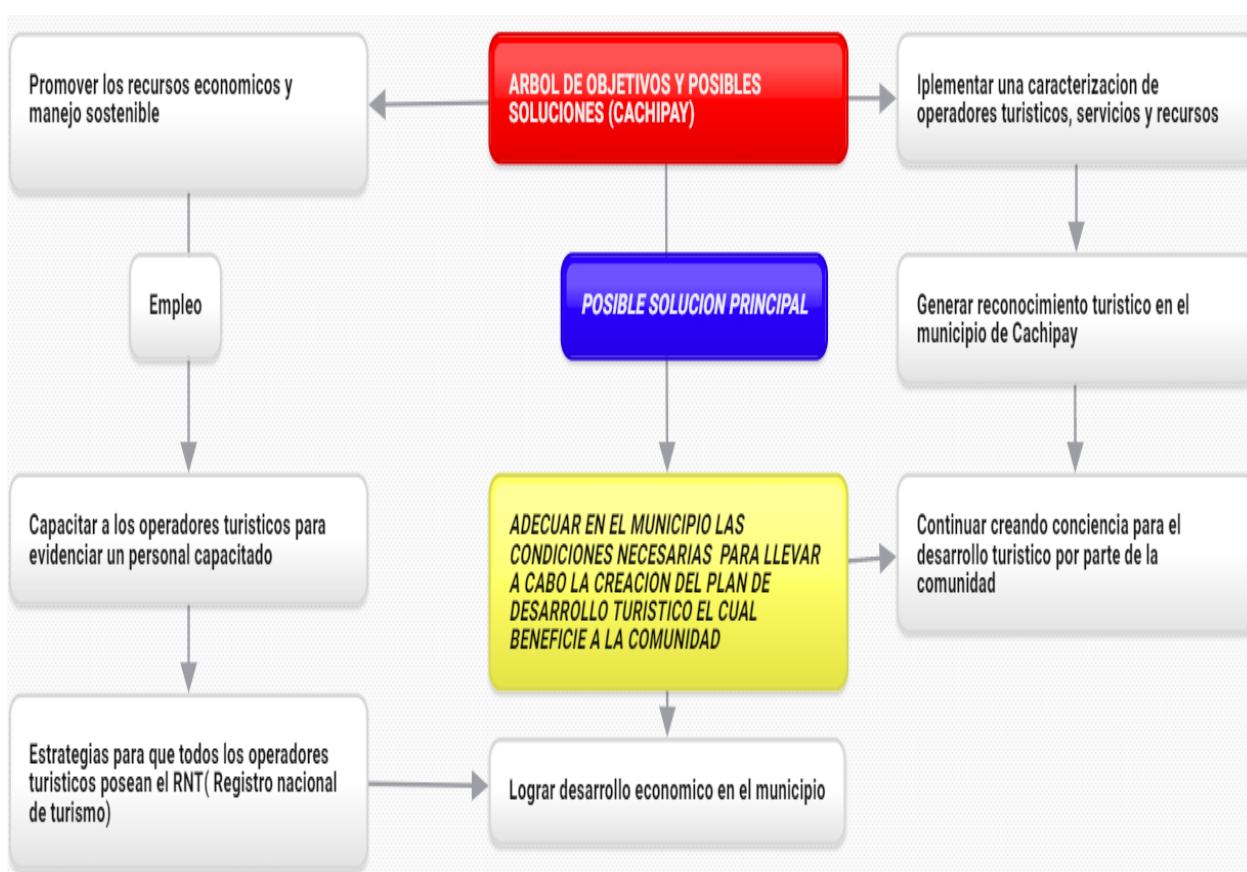 Promover los recursos economicos y
manejo sostenible
ARBOL DE OBJETIVOS Y POSIBLES
SOLUCIONES (CACHIPAY)
Iplementar una caracterizacion de
operadores turisticos, servicios y recursos
Empleo
POSIBLE SOLUCION PRINCIPAL
Generar reconocimiento turistico en el
municipio de Cachipay
Capacitar a los operadores turisticos para
evidenciar un personal capacitado
ADECUAR EN EL MUNICIPIO LAS
CONDICIONES NECESARIAS PARA LLEVAR
A CABO LA CREACION DEL PLAN DE
DESARROLLO TURISTICO EL CUAL
BENEFICIE A LA COMUNIDAD
Continuar creando conciencia para el
desarrollo turistico por parte de la
comunidad
Estrategias para que todos los operadores
turisticos posean el RNT( Registro nacional
de turismo)
Lograr desarrollo economico en el municipio